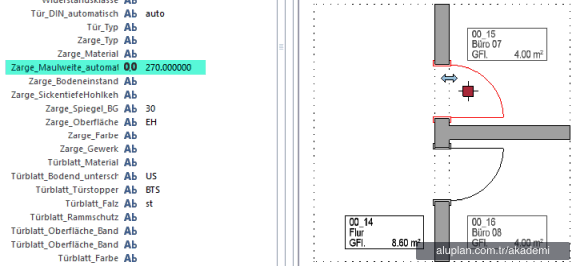 Widerstandsklasse Ab
Tür_DIN_automatisch Ab auto
Tür_Typ Ab
Zarge_Typ Ab
Zarge_Material Ab
Zarge_Maulweite_automat 0,0 270.000000
Zarge_Bodeneinstand Ab
Zarge_SickentiefeHohlkeh Ab
Zarge_Spiegel_BG Ab 30
Zarge_Oberfläche Ab EH
Zarge_Farbe Ab
Zarge_Gewerk Ab
Türblatt_Material Ab
Türblatt_Bodend_untersch Ab US
Türblatt_Türstopper Ab BTS
Türblatt_Falz Ab st
Türblatt_Rammschutz Ab
Türblatt_Oberfläche_Band Ab
Türblatt_Oberfläche_Band Ab
Türblatt_Farbe Ab
00_15
Büro 07
GFl. 4.00 m²
00_14
Flur
GFl. 8.60 m²
00_16
Büro 08
GFl. 4.00 m²
aluplan.com.tr/akademi